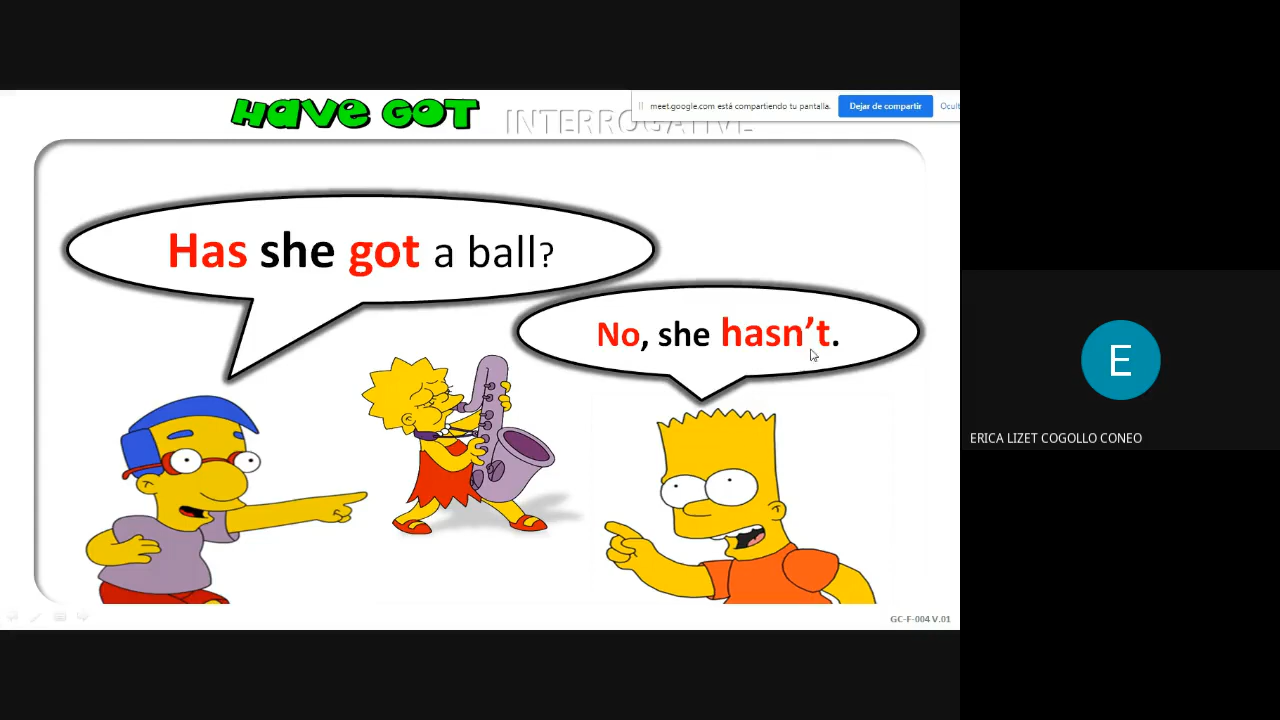 HAVE GOT
INTERROGATIVE
meet.google.com está compartiendo tu pantalla.
Dejar de compartir
Ocult
Has she got a ball?
No, she hasn't.
E
ERICA LIZET COGOLLO CONEO
GC-F-004 V.01